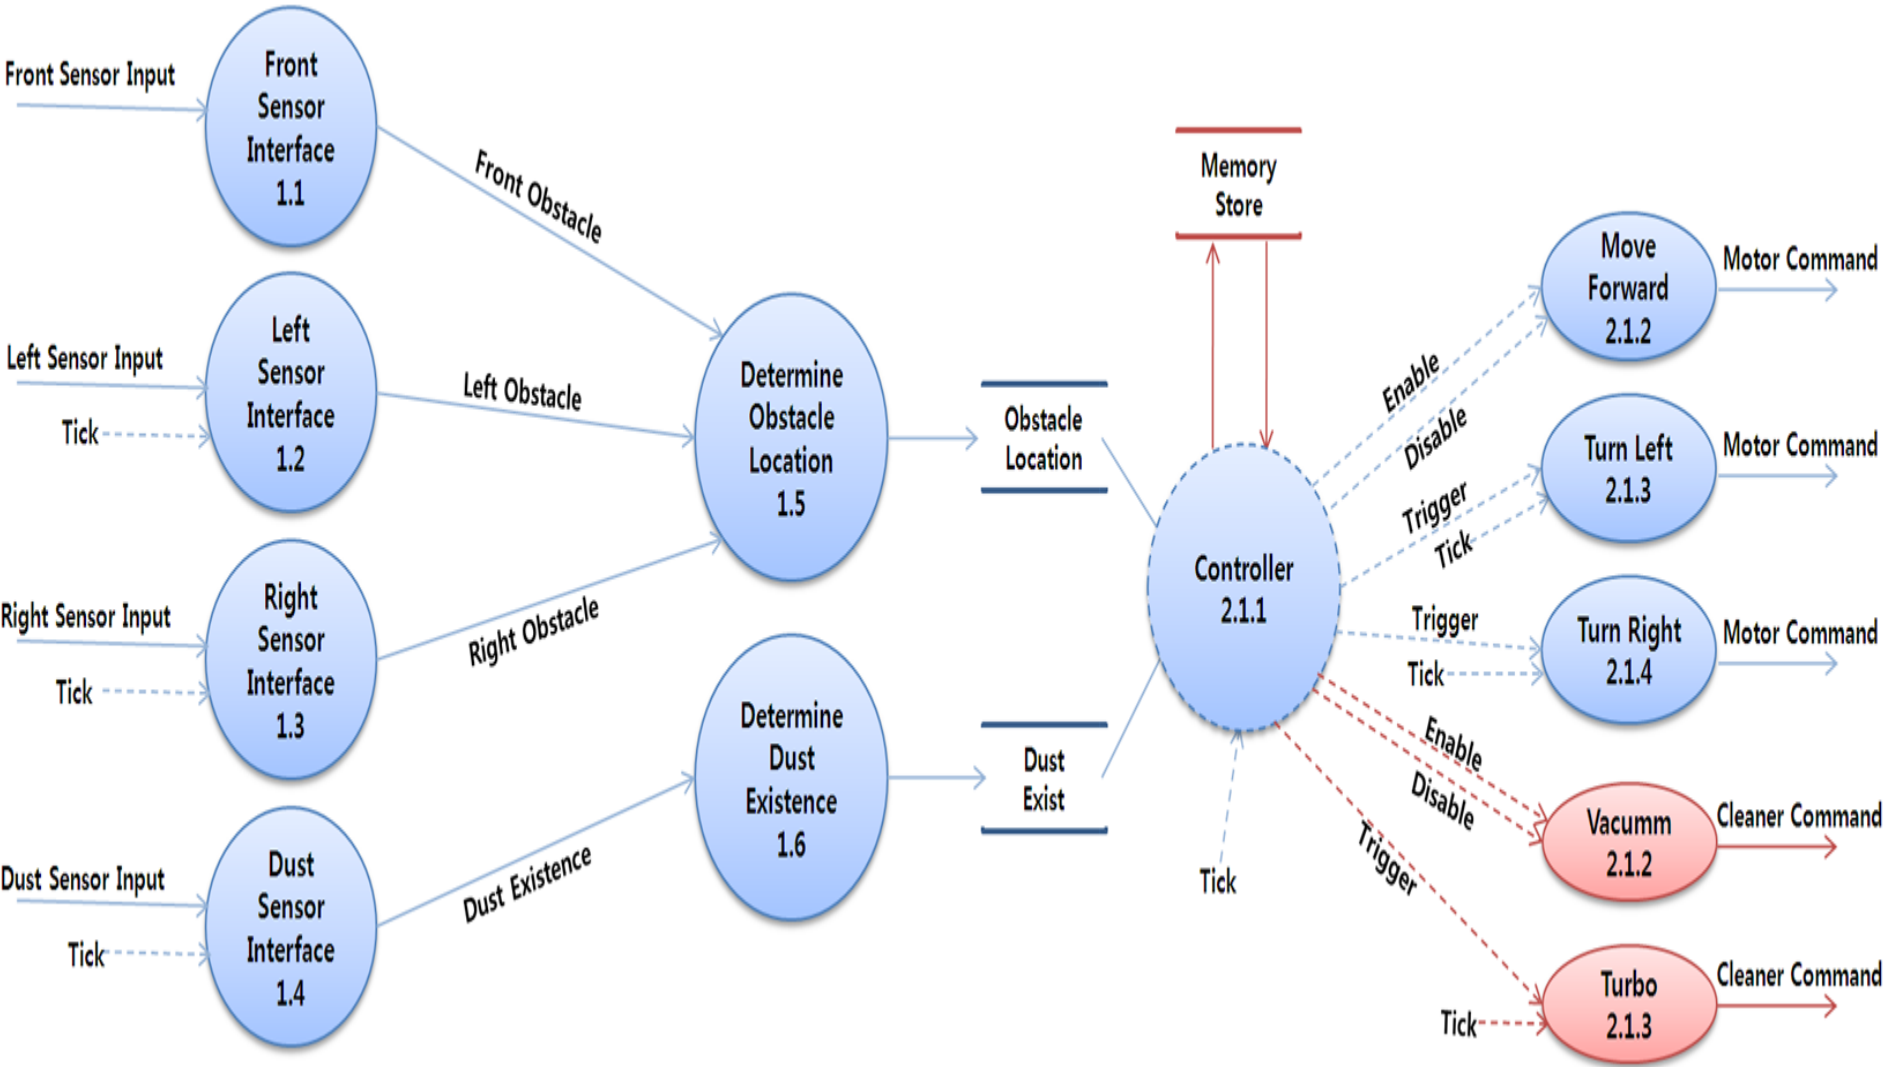 Front Sensor Input
Front
Sensor
Interface
1.1
Left Sensor Input
Tick
Left
Sensor
Interface
1.2
Right Sensor Input
Tick
Right
Sensor
Interface
1.3
Dust Sensor Input
Tick
Dust
Sensor
Interface
1.4
Front Obstacle
Left Obstacle
Right Obstacle
Dust Existence
Determine
Obstacle
Location
1.5
Determine
Dust
Existence
1.6
Obstacle
Location
Dust
Exist
Memory
Store
Controller
2.1.1
Tick
Enable
Disable
Trigger
Tick
Trigger
Tick
Enable
Disable
Trigger
Tick
Move
Forward
2.1.2
Motor Command
Turn Left
2.1.3
Motor Command
Turn Right
2.1.4
Motor Command
Vacumm
2.1.2
Cleaner Command
Turbo
2.1.3
Cleaner Command